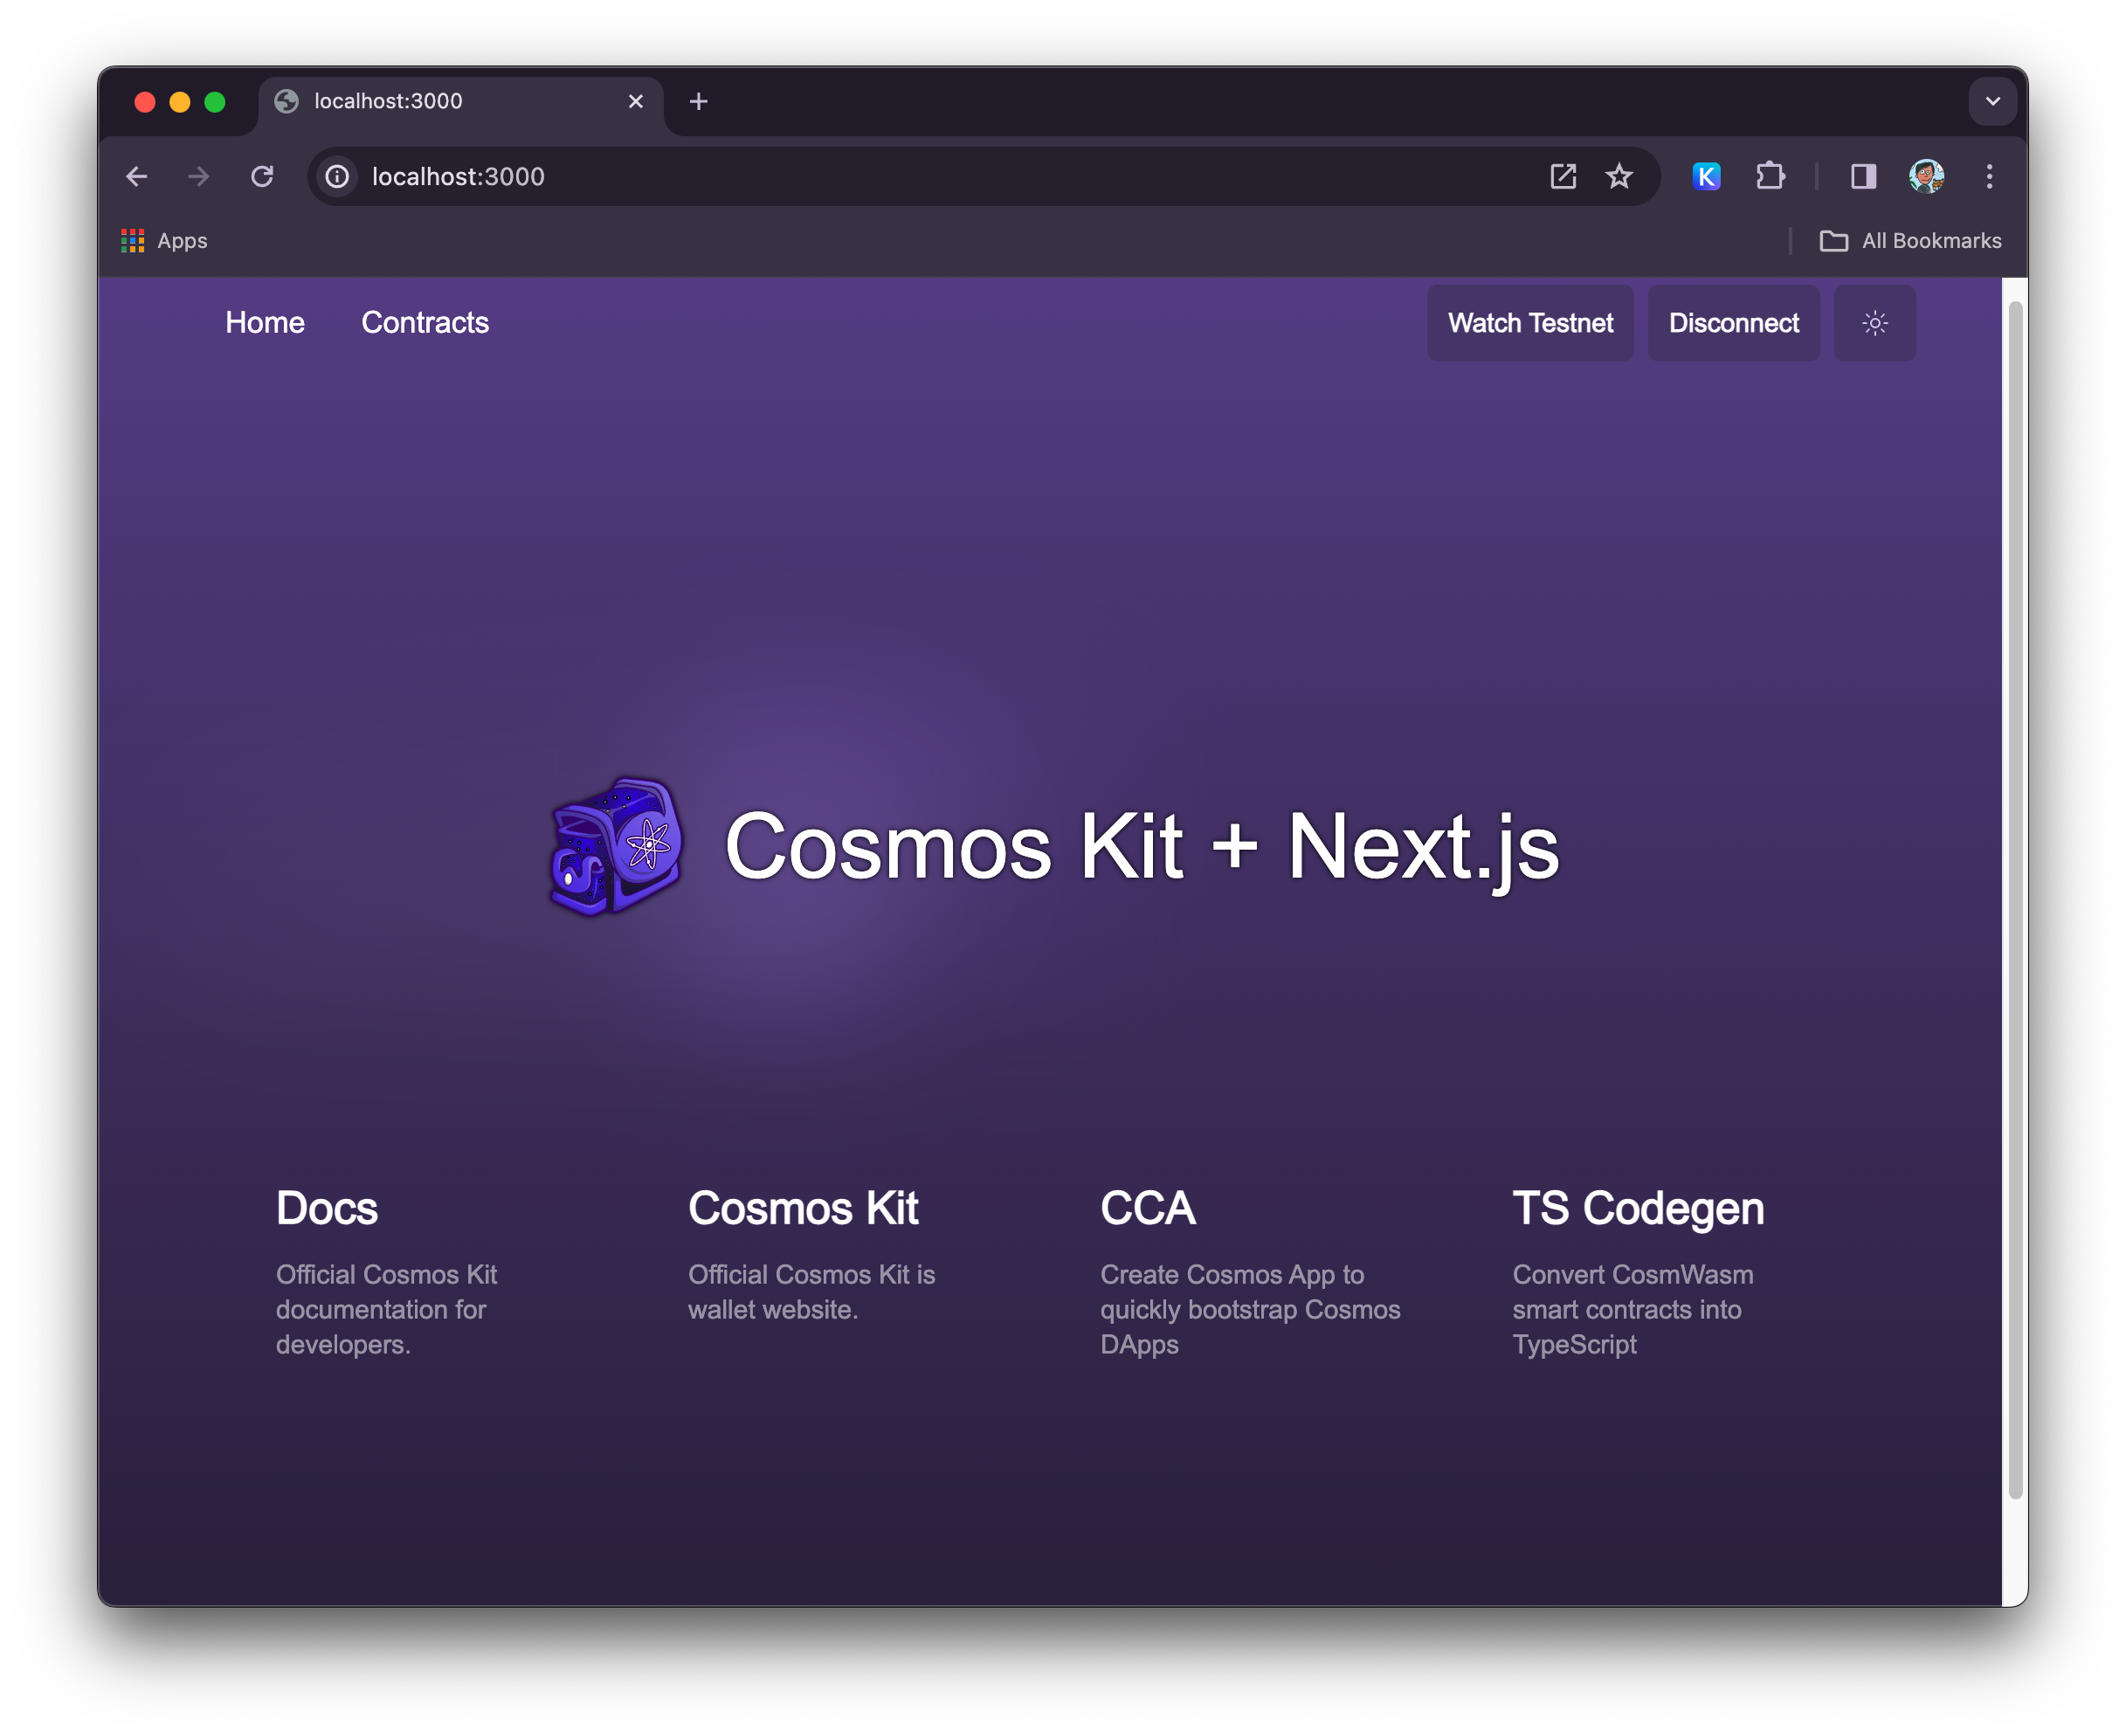 localhost:3000
localhost:3000
K
Apps
All Bookmarks
Home
Contracts
Watch Testnet
Disconnect
Cosmos Kit + Next.js
Docs
Official Cosmos Kit
documentation for
developers.
Cosmos Kit
Official Cosmos Kit is
wallet website.
CCA
Create Cosmos App to
quickly bootstrap Cosmos
DApps
TS Codegen
Convert CosmWasm
smart contracts into
TypeScript